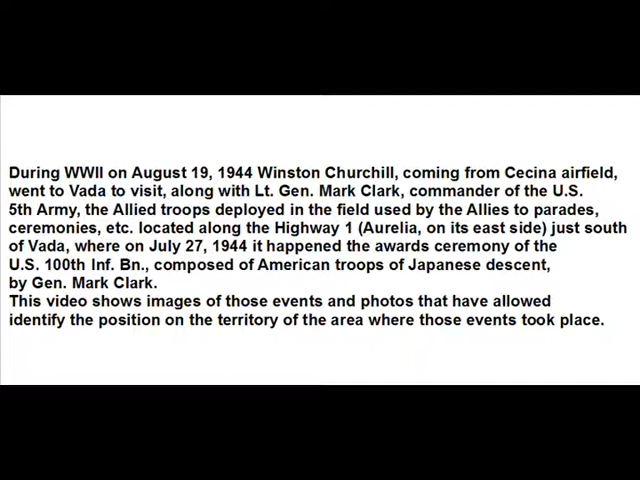 During WWII on August 19, 1944 Winston Churchill, coming from Cecina airfield,
went to Vada to visit, along with Lt. Gen. Mark Clark, commander of the U.S.
5th Army, the Allied troops deployed in the field used by the Allies to parades,
ceremonies, etc. located along the Highway 1 (Aurelia, on its east side) just south
of Vada, where on July 27, 1944 it happened the awards ceremony of the
U.S. 100th Inf. Bn., composed of American troops of Japanese descent,
by Gen. Mark Clark.
This video shows images of those events and photos that have allowed
identify the position on the territory of the area where those events took place.